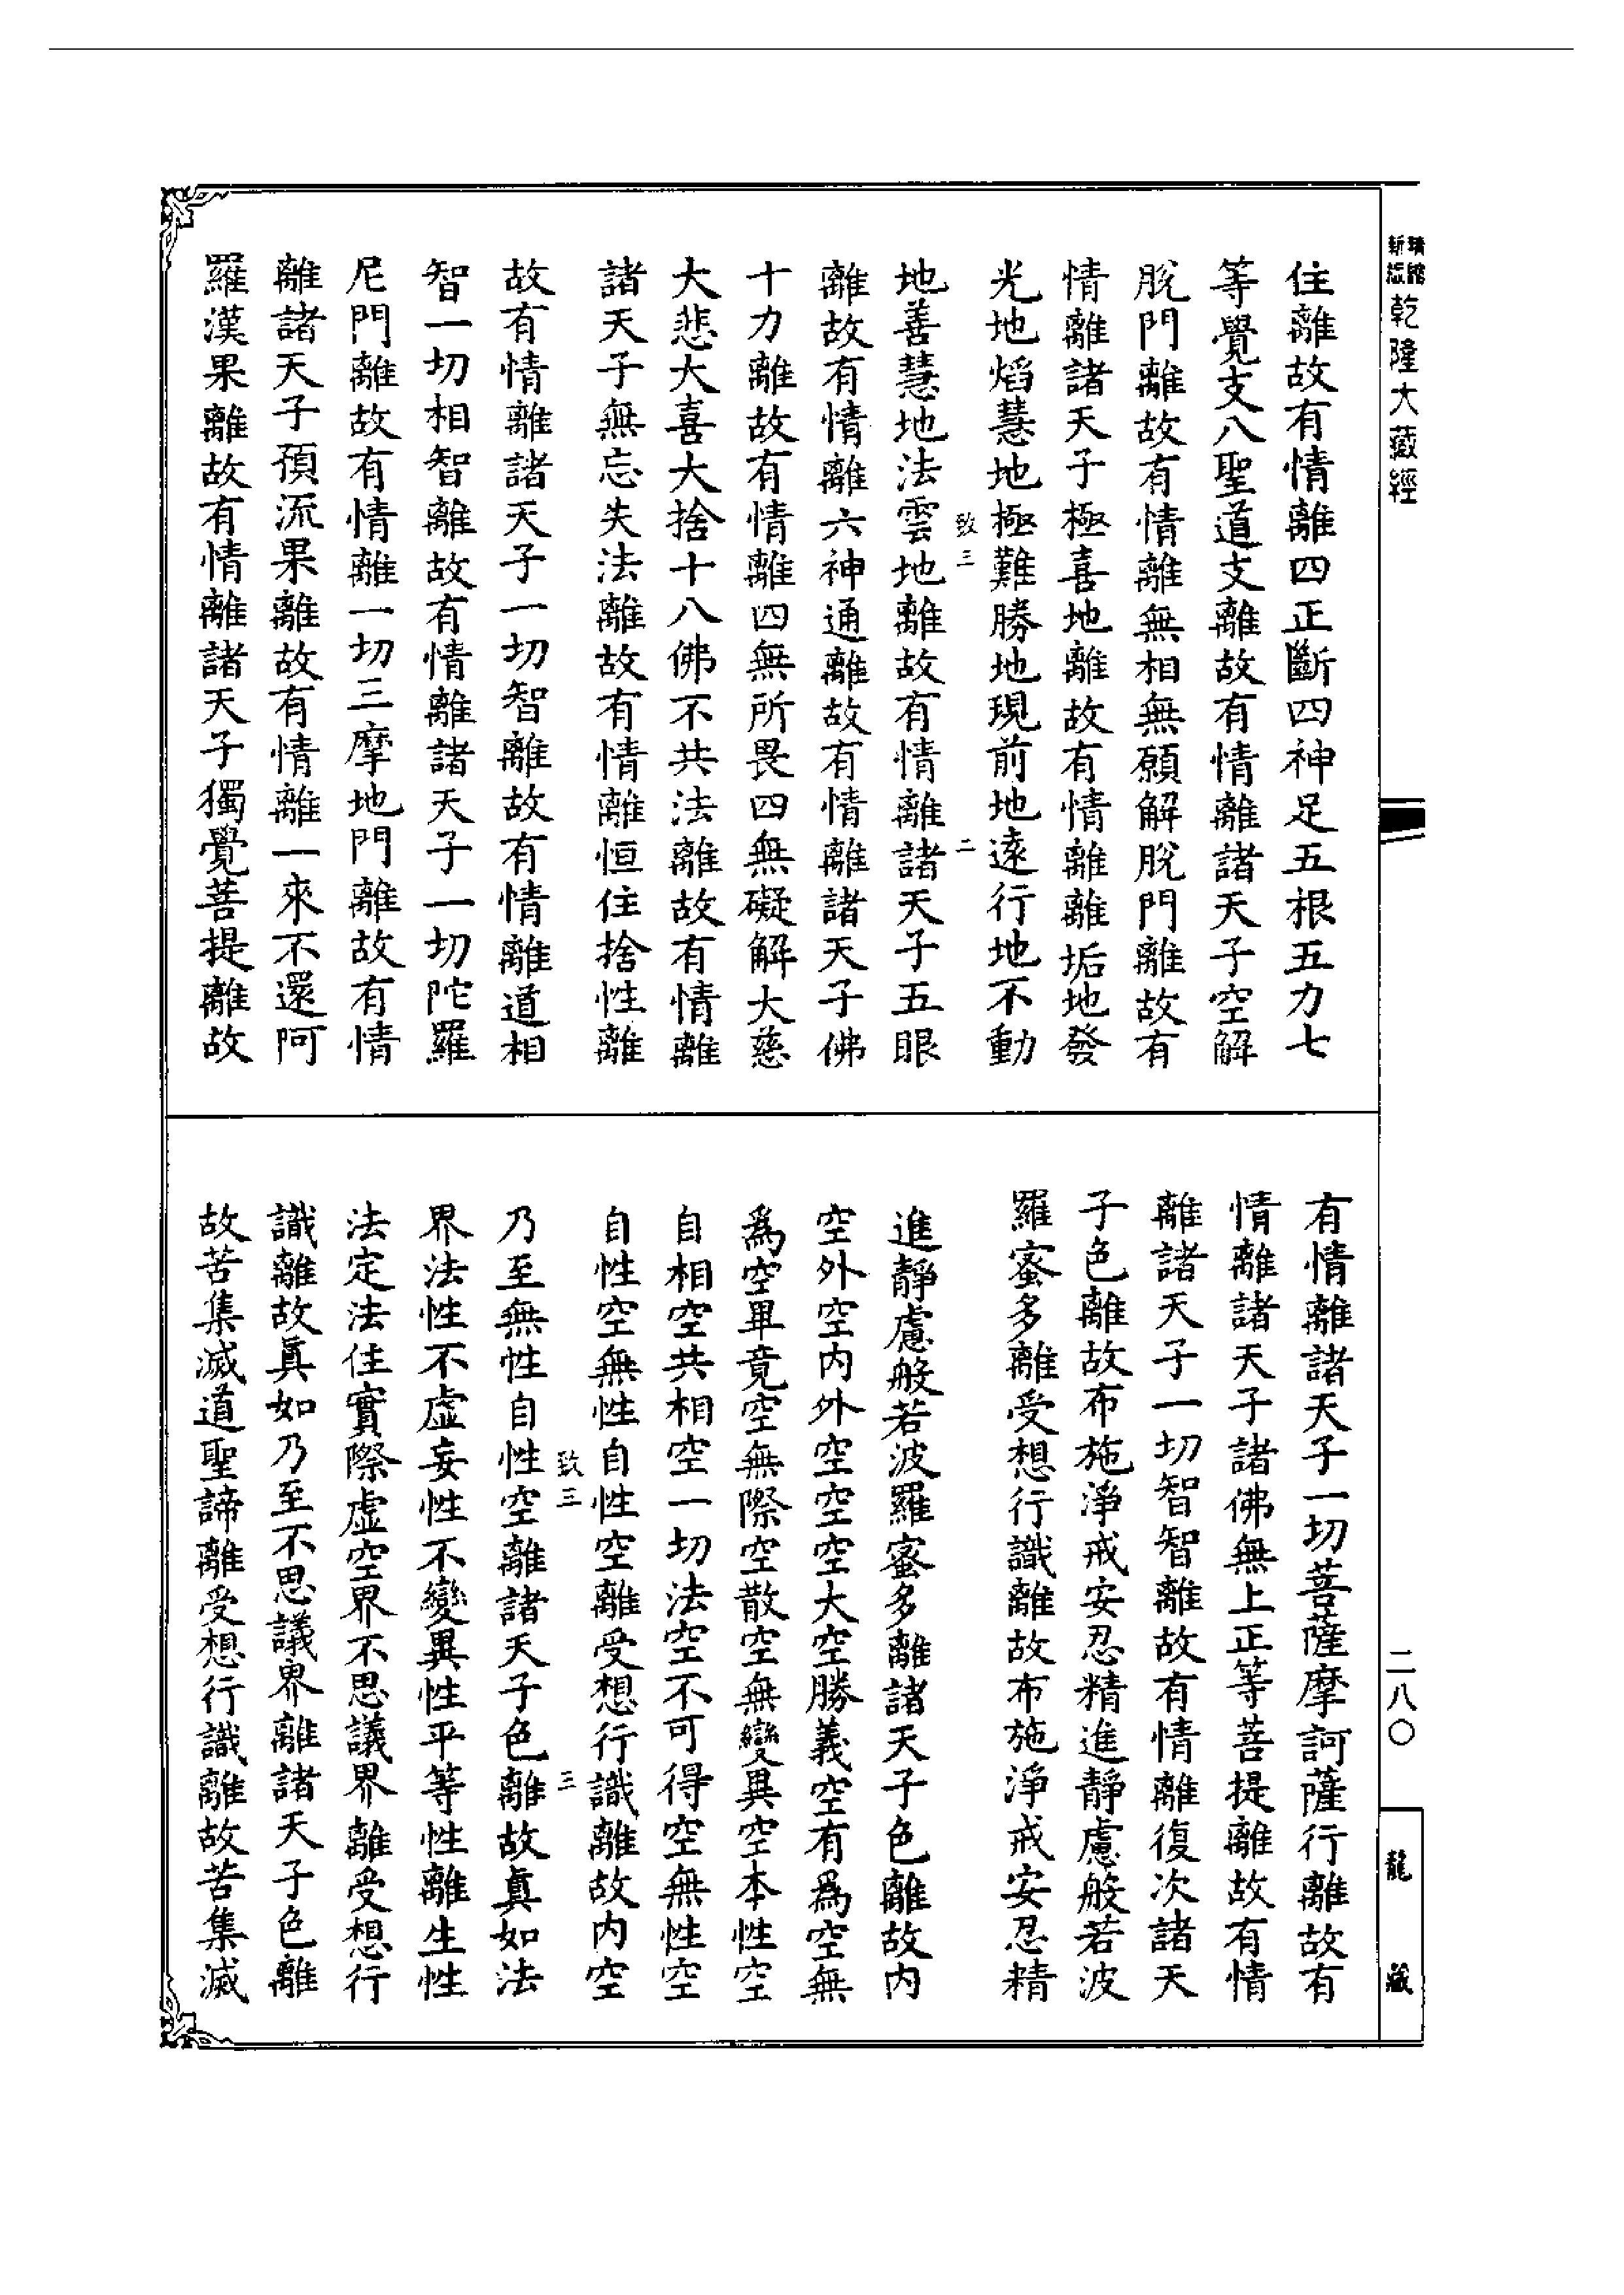 乾隆大藏經
住離故有情離四正斷四神足五根五力七
等覺支八聖道支離故有情離諸天子空解
脫門離故有情離無相無願解脫門離故有
情離諸天子極喜地離故有情離離垢地發
光地焰慧地極難勝地現前地遠行地不動
致三 二
地善慧地法雲地離故有情離諸天子五眼
離故有情離六神通離故有情離諸天子佛
十力離故有情離四無所畏四無礙解大慈
大悲大喜大捨十八佛不共法離故有情離
諸天子無忘失法離故有情離恒住捨性離
故有情離諸天子一切智離故有情離道相
智一切相智離故有情離諸天子一切陀羅
尼門離故有情離一切三摩地門離故有情
離諸天子預流果離故有情離一來不還阿
羅漢果離故有情離諸天子獨覺菩提離故
有情離諸天子一切菩薩摩訶薩行離故有
情離諸天子諸佛無上正等菩提離故有情
離諸天子一切智智離故有情離復次諸天
子色離故布施淨戒安忍精進靜慮般若波
羅蜜多離受想行識離故布施淨戒安忍精
進靜慮般若波羅蜜多離諸天子色離故內
空外空內外空空空大空勝義空有為空無
為空畢竟空無際空散空無變異空本性空
自相空共相空一切法空不可得空無性空
自性空無性自性空離受想行識離故內空
致三 三
乃至無性自性空離諸天子色離故真如法
界法性不虛妄性不變異性平等性離生性
法定法住實際虛空界不思議界離受想行
識離故真如乃至不思議界離諸天子色離
故苦集滅道聖諦離受想行識離故苦集滅
二八〇
龍藏